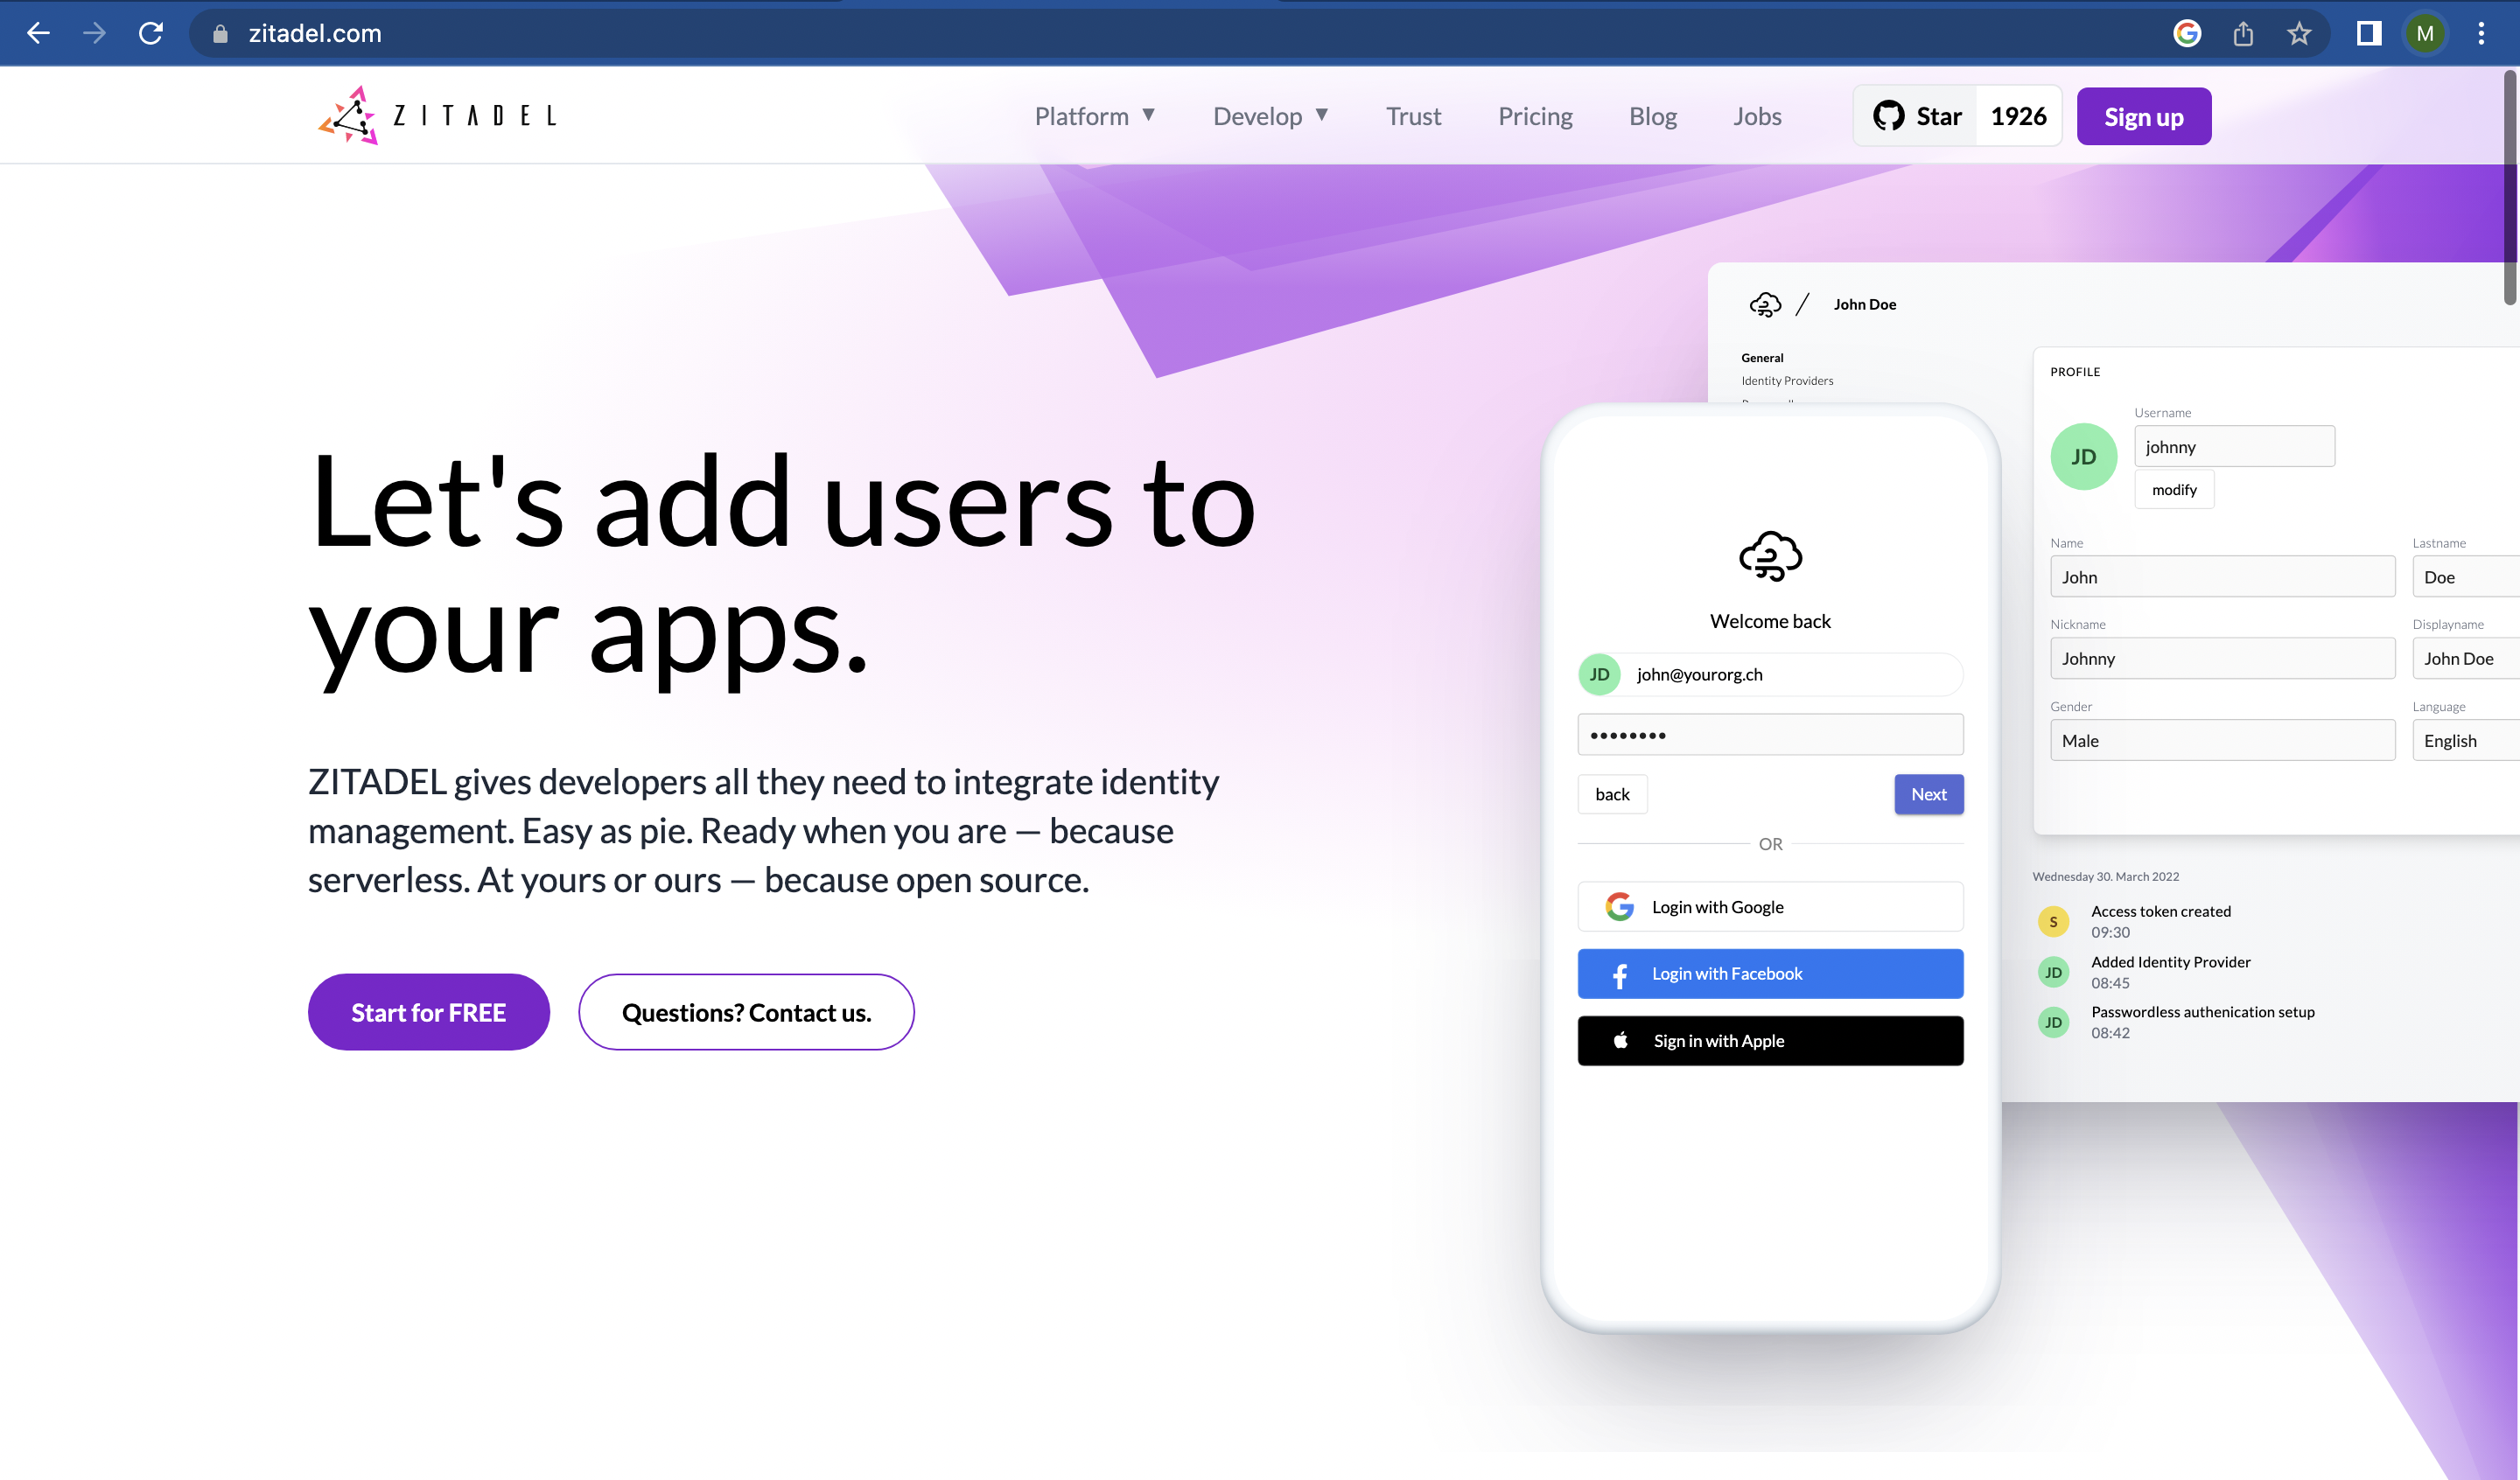 zitadel.com
M
ZITADEL
Platform ▼
Develop ▼
Trust
Pricing
Blog
Jobs
Star 1926
Sign up
Let's add users to
your apps.
ZITADEL gives developers all they need to integrate identity
management. Easy as pie. Ready when you are — because
serverless. At yours or ours — because open source.
Start for FREE
Questions? Contact us.
John Doe
General
Identity Providers
PROFILE
JD
Username
johnny
modify
Name
John
Lastname
Doe
Nickname
Johnny
Displayname
John Doe
Gender
Male
Language
English
Welcome back
JD john@yourorg.ch
••••••••
back
Next
OR
Login with Google
Login with Facebook
Sign in with Apple
Wednesday 30. March 2022
S
Access token created
09:30
JD
Added Identity Provider
08:45
JD
Passwordless authenication setup
08:42